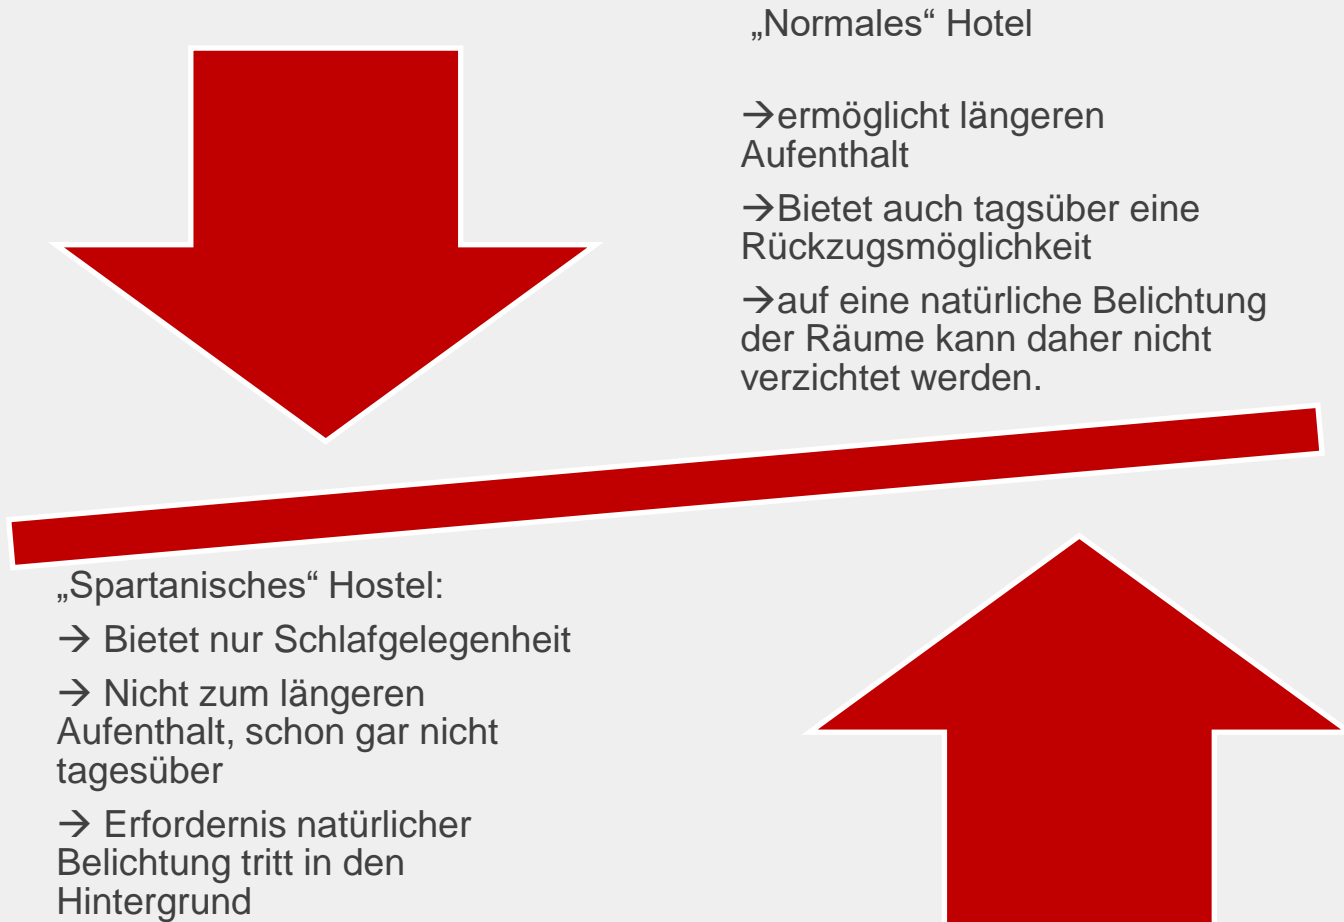 „Normales“ Hotel
→ermöglicht längeren
Aufenthalt
→Bietet auch tagsüber eine
Rückzugsmöglichkeit
→auf eine natürliche Belichtung
der Räume kann daher nicht
verzichtet werden.
„Spartanisches“ Hostel:
→ Bietet nur Schlafgelegenheit
→ Nicht zum längeren
Aufenthalt, schon gar nicht
tagesüber
→ Erfordernis natürlicher
Belichtung tritt in den
Hintergrund